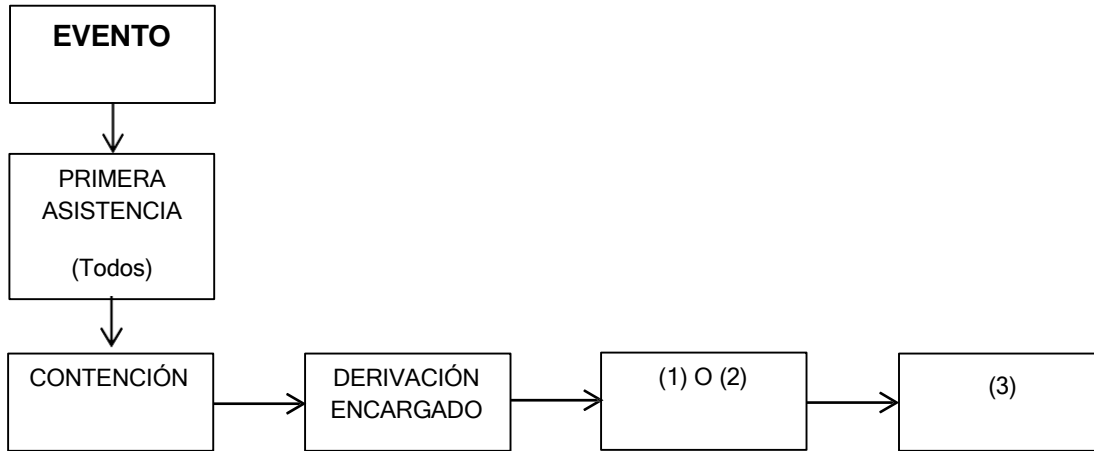 EVENTO
PRIMERA
ASISTENCIA
(Todos)
CONTENCIÓN
DERIVACIÓN
ENCARGADO
(1) O (2)
(3)